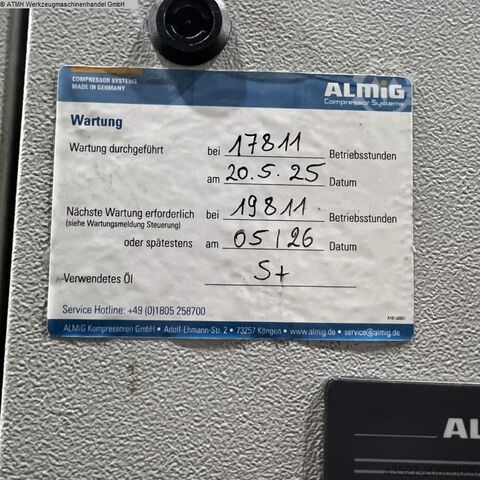 © ATMH Werkzeugmaschinenhandel GmbH
COMPRESSOR SYSTEMS
MADE IN GERMANY
ALMiG
Compressor Systems
Wartung
Wartung durchgeführt bei 17811 Betriebsstunden
am 20.5.25 Datum
Nächste Wartung erforderlich bei 19811 Betriebsstunden
(siehe Wartungsmeldung Steuerung)
oder spätestens am 05/26 Datum
Verwendetes Öl S+
Service Hotline: +49 (0)1805 258700
ALMiG Kompressoren GmbH • Adolf-Ehmann-Str. 2 • 73257 Köngen • www.almig.de • service@almig.de
AL